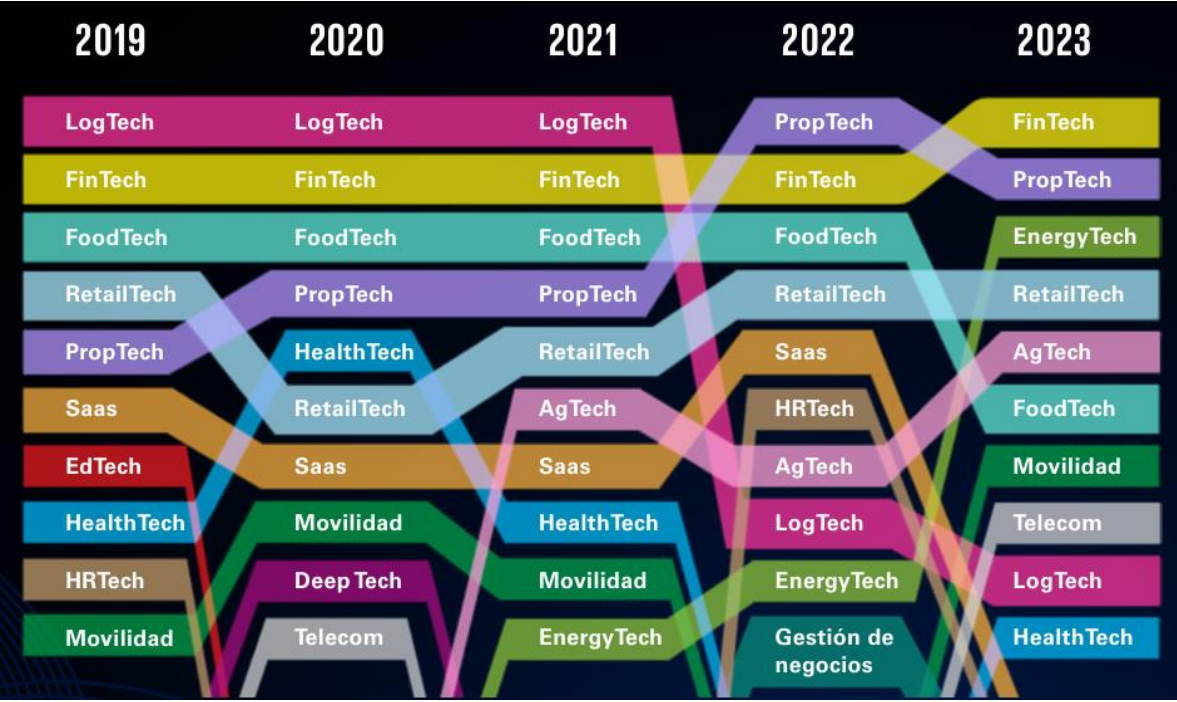 2019 2020 2021 2022 2023
LogTech LogTech LogTech PropTech FinTech
FinTech FinTech FinTech FinTech PropTech
FoodTech FoodTech FoodTech FoodTech EnergyTech
RetailTech PropTech PropTech RetailTech RetailTech
PropTech HealthTech RetailTech Saas AgTech
Saas RetailTech AgTech HRTech FoodTech
EdTech Saas Saas AgTech Movilidad
HealthTech Movilidad HealthTech LogTech Telecom
HRTech Deep Tech Movilidad EnergyTech LogTech
Movilidad Telecom EnergyTech Gestión de HealthTech
negocios